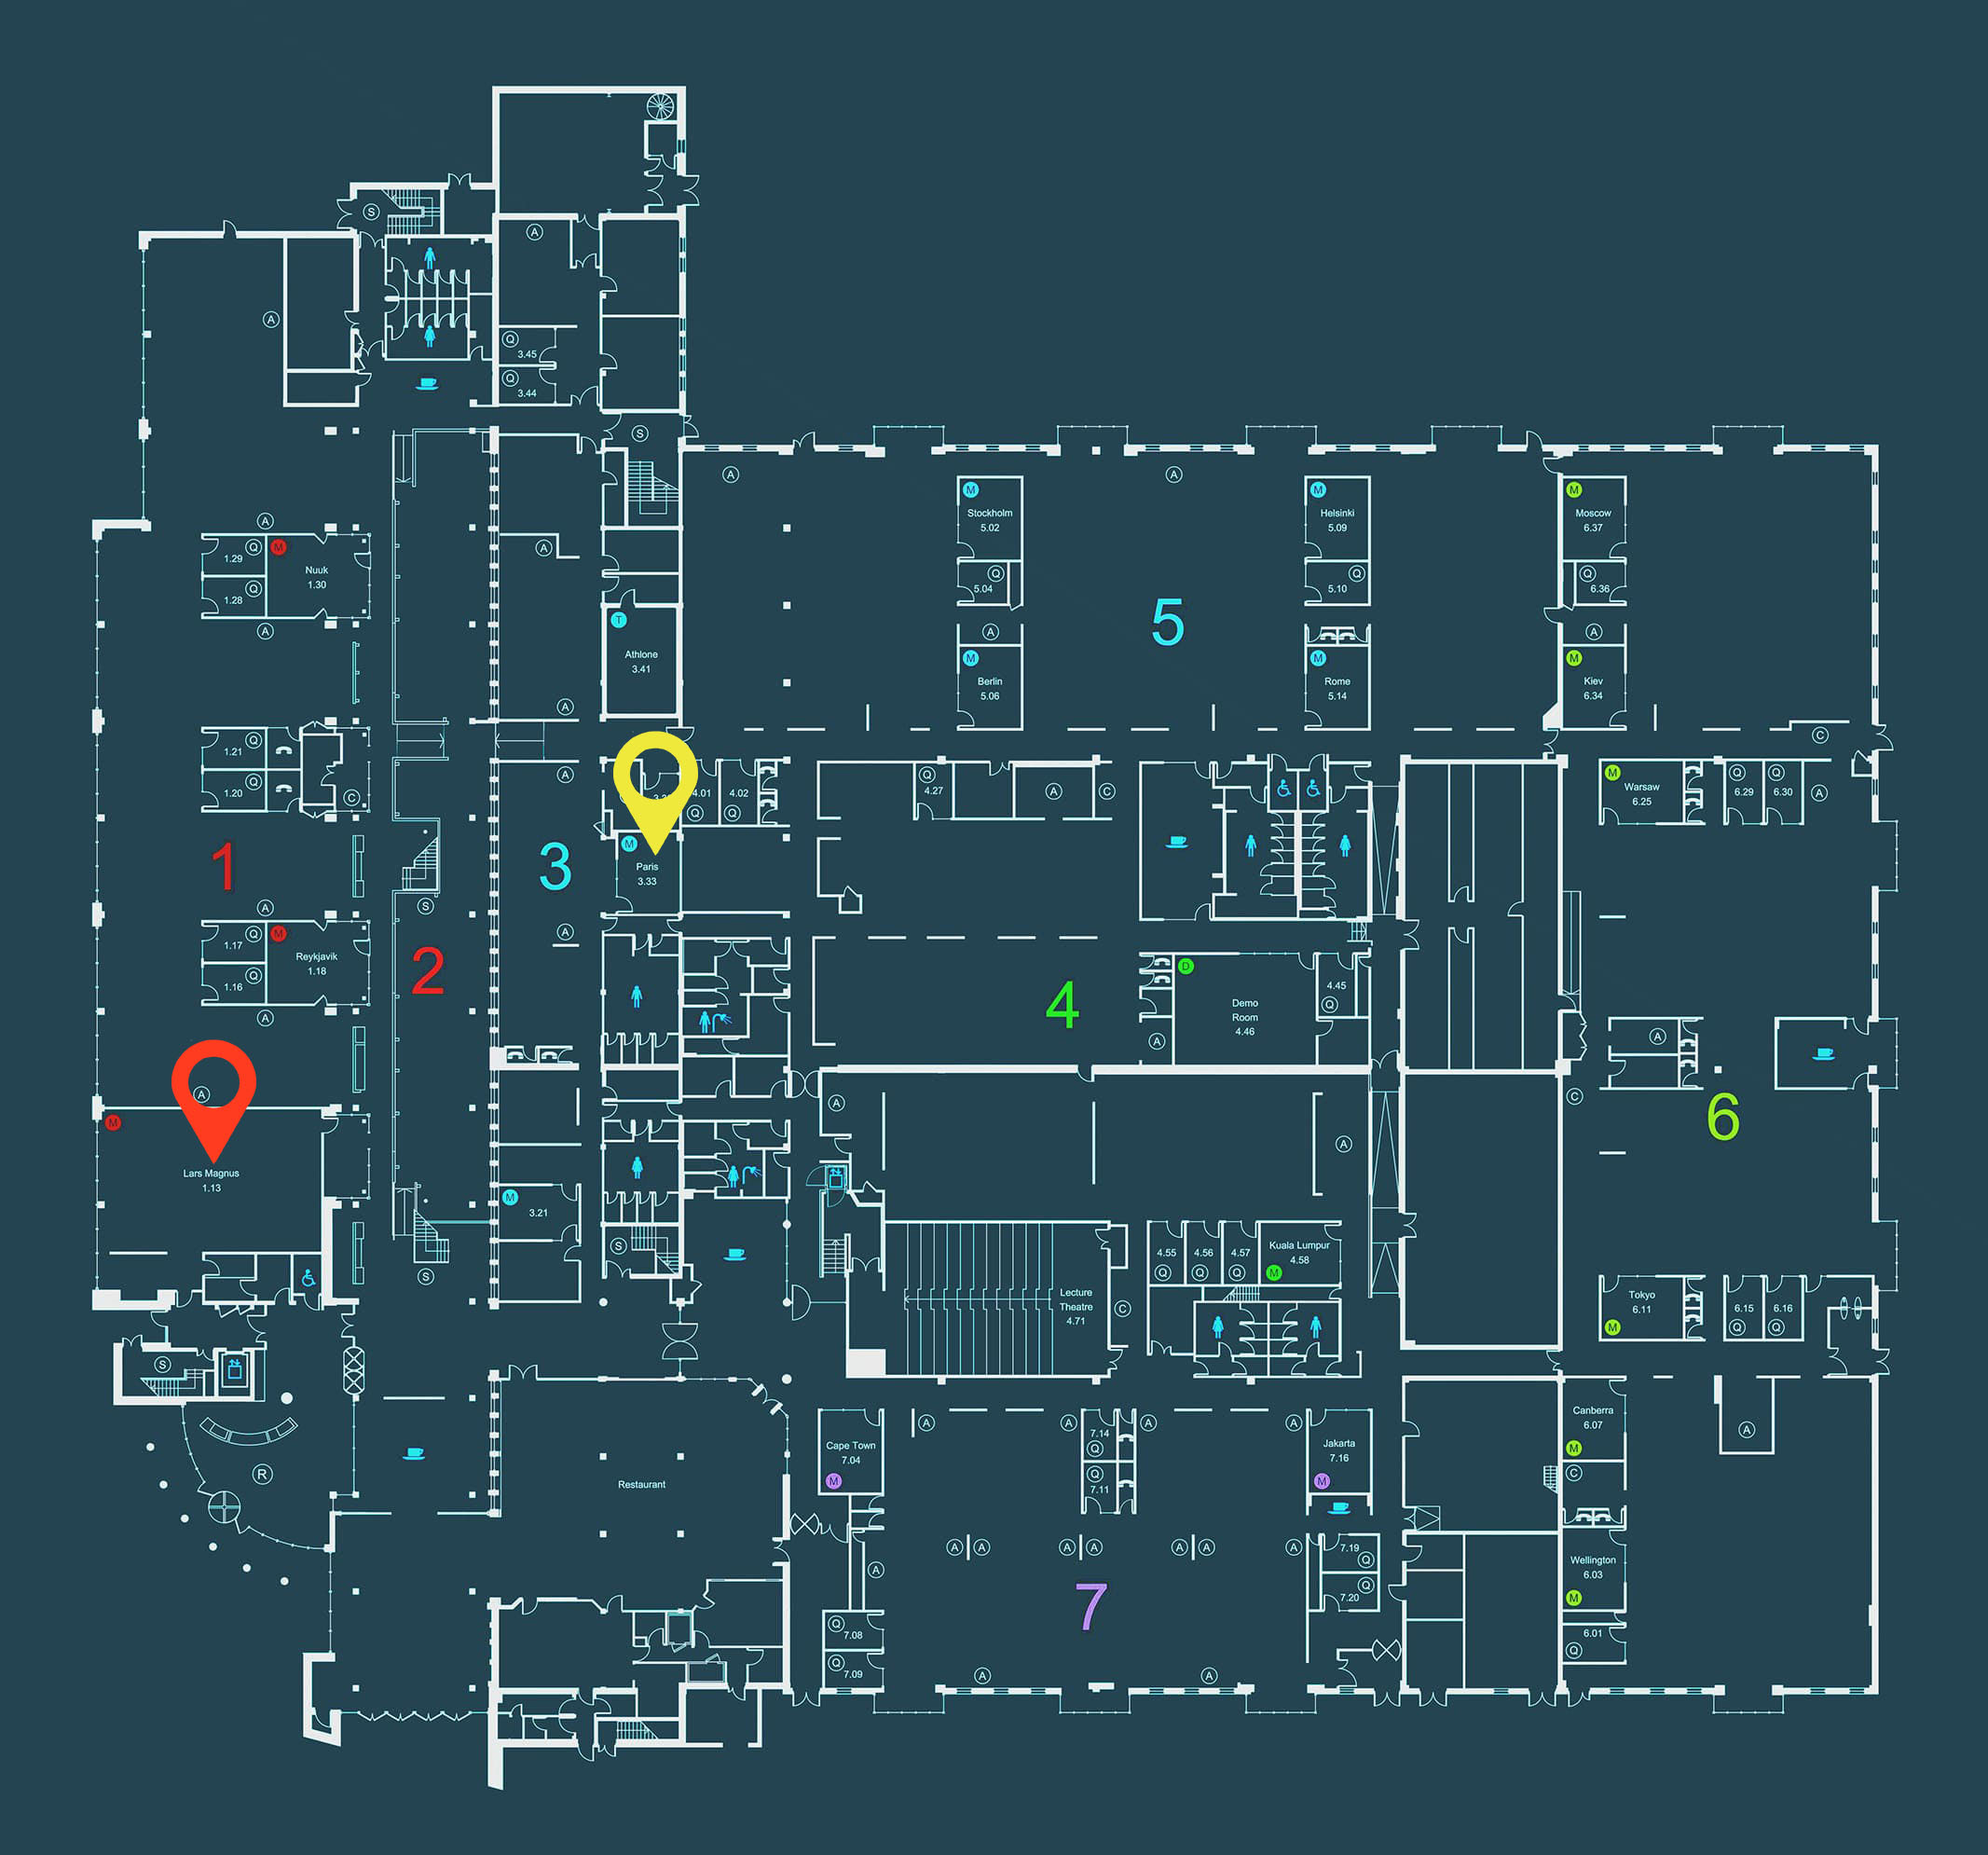 S
A
A
Q
3.45
Q
3.44
S
A
A
A
M
Stockholm
5.02
M
Helsinki
5.09
M
Moscow
6.37
A
Q
1.29
M
Nuuk
1.30
Q
1.28
A
A
Q
5.04
Q
5.10
Q
6.36
T
Athlone
3.41
5
A
A
M
Berlin
5.06
M
Rome
5.14
M
Kiev
6.34
A
Q
1.21
Q
1.20
C
A
4.01
Q
4.02
Q
Q
4.27
A
C
C
M
Warsaw
6.25
Q
6.29
Q
6.30
A
1
3
M
Paris
3.33
A
S
A
Q
1.17
M
Reykjavik
1.18
Q
1.16
A
2
4
D
Demo
Room
4.46
4.45
Q
A
A
C
A
M
Lars Magnus
1.13
A
A
6
M
3.21
S
S
4.55
Q
4.56
Q
4.57
Q
Kuala Lumpur
4.58
M
Lecture
Theatre
4.71
C
Tokyo
6.11
M
6.15
Q
6.16
Q
S
R
Restaurant
Cape Town
7.04
M
A
A
7.14
Q
Q
7.11
A
A
Jakarta
7.16
M
Canberra
6.07
M
C
A
A
A
A
A
A
A
A
A
7.19
Q
Q
7.20
Wellington
6.03
M
7
Q
7.08
Q
7.09
A
A
6.01
Q